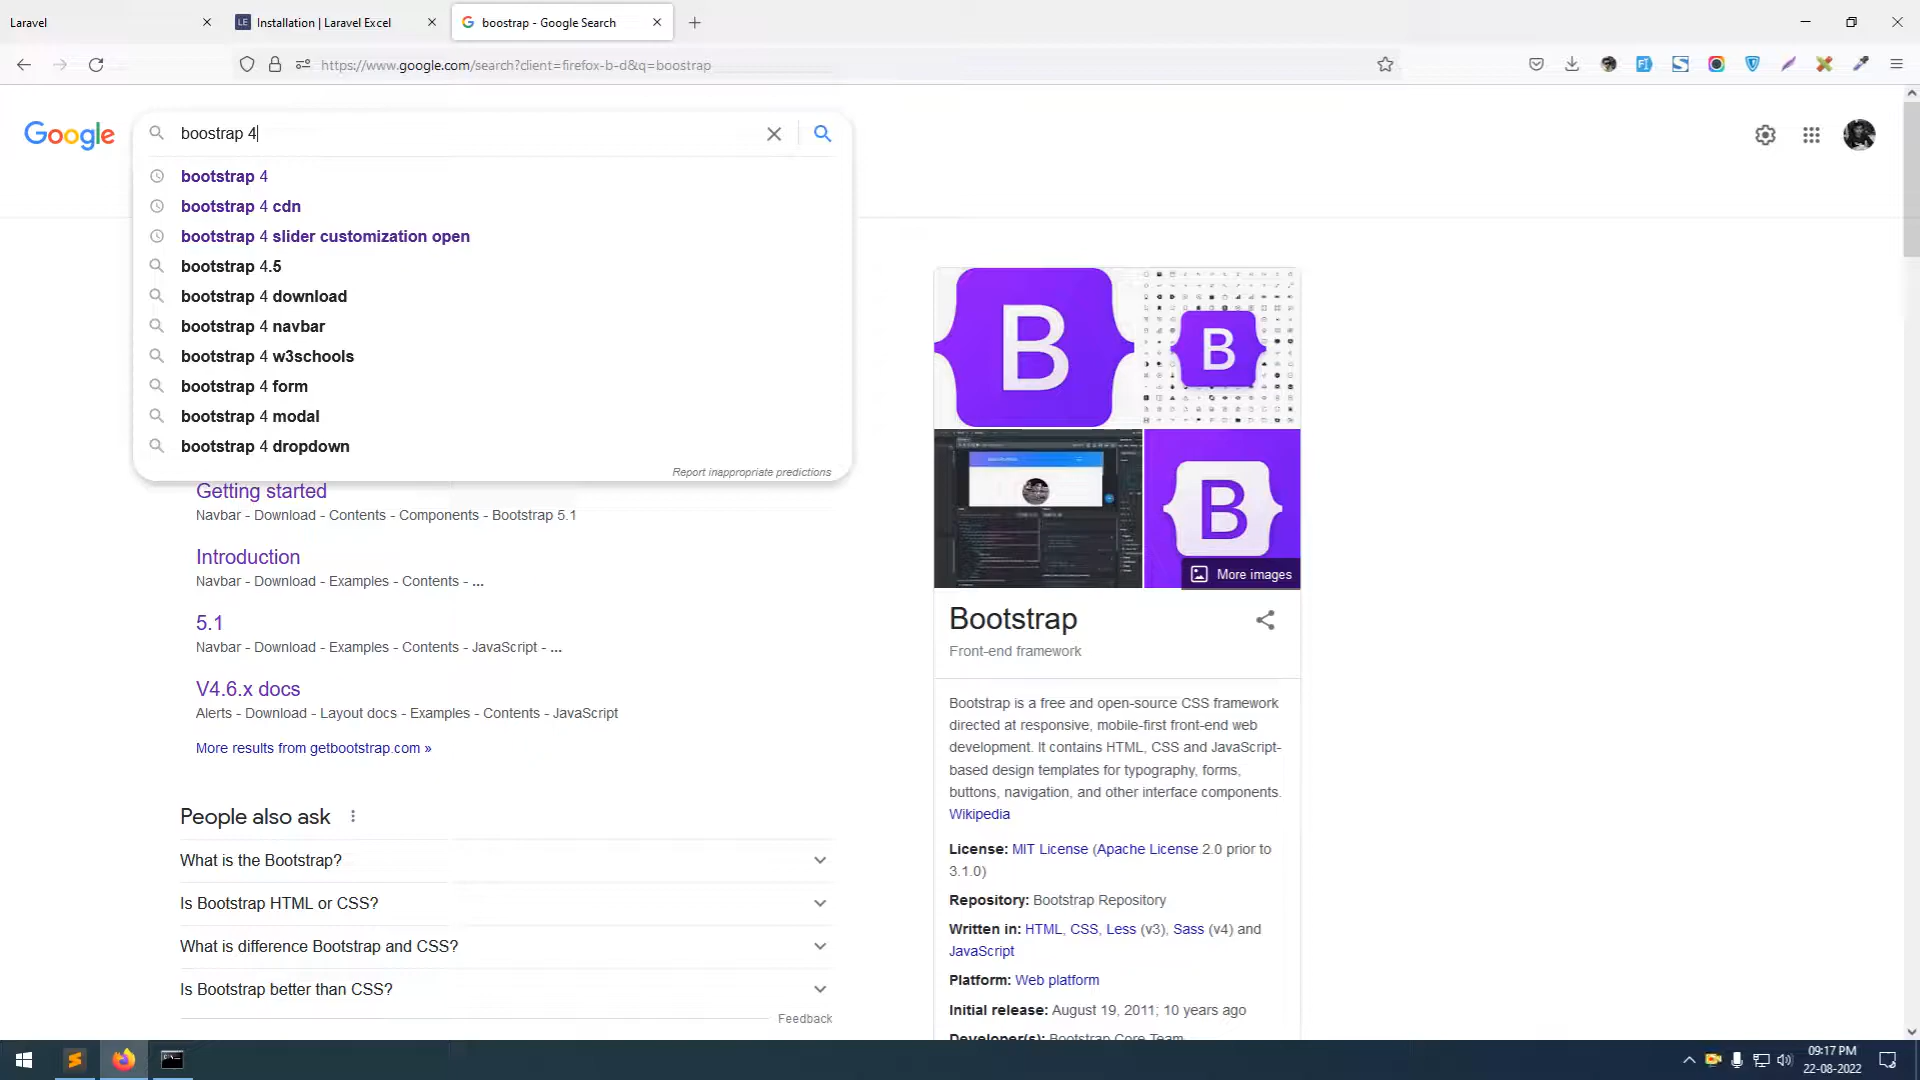 Laravel
LE Installation | Laravel Excel
boostrap - Google Search
https://www.google.com/search?client=firefox-b-d&q=boostrap
Google
boostrap 4
bootstrap 4
bootstrap 4 cdn
bootstrap 4 slider customization open
bootstrap 4.5
bootstrap 4 download
bootstrap 4 navbar
bootstrap 4 w3schools
bootstrap 4 form
bootstrap 4 modal
bootstrap 4 dropdown
Report inappropriate predictions
Getting started
Navbar - Download - Contents - Components - Bootstrap 5.1
Introduction
Navbar - Download - Examples - Contents - ...
5.1
Navbar - Download - Examples - Contents - JavaScript - ...
V4.6.x docs
Alerts - Download - Layout docs - Examples - Contents - JavaScript
More results from getbootstrap.com »
People also ask
What is the Bootstrap?
Is Bootstrap HTML or CSS?
What is difference Bootstrap and CSS?
Is Bootstrap better than CSS?
Feedback
B
B
B
More images
Bootstrap
Front-end framework
Bootstrap is a free and open-source CSS framework
directed at responsive, mobile-first front-end web
development. It contains HTML, CSS and JavaScript-
based design templates for typography, forms,
buttons, navigation, and other interface components.
Wikipedia
License: MIT License (Apache License 2.0 prior to
3.1.0)
Repository: Bootstrap Repository
Written in: HTML, CSS, Less (v3), Sass (v4) and
JavaScript
Platform: Web platform
Initial release: August 19, 2011; 10 years ago
Developer(s): Bootstrap Core Team
09:17 PM
22-08-2022